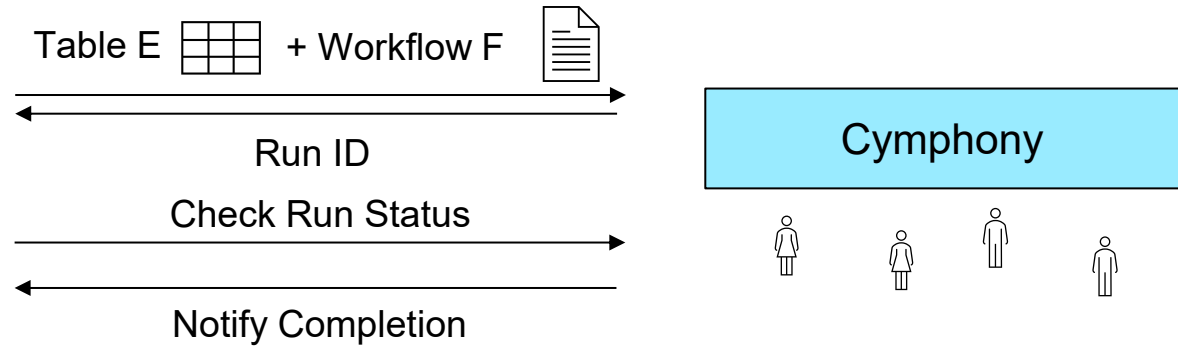 Table E + Workflow F
Run ID
Cymphony
Check Run Status
Notify Completion